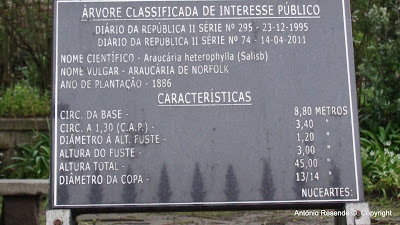 ÁRVORE CLASSIFICADA DE INTERESSE PÚBLICO
DIÁRIO DA REPÚBLICA II SÉRIE Nº 295 - 23-12-1995
DIÁRIO DA REPUBLICA II SÉRIE Nº 74 - 14-04-2011
NOME CIENTÍFICO - Araucária heterophylla (Salisb)
NOME VULGAR - ARAUCÁRIA DE NORFOLK
ANO DE PLANTAÇÃO - 1886
CARACTERÍSTICAS
CIRC. DA BASE - 8,80 METROS
CIRC. A 1,30 (C.A.P.) - 3,40 "
DIÂMETRO À ALT. FUSTE - 1,20 "
ALTURA DO FUSTE - 3,00 "
ALTURA TOTAL - 45,00 "
DIÂMETRO DA COPA - 13/14 "
NUCEARTES:
António Resende © Copyright